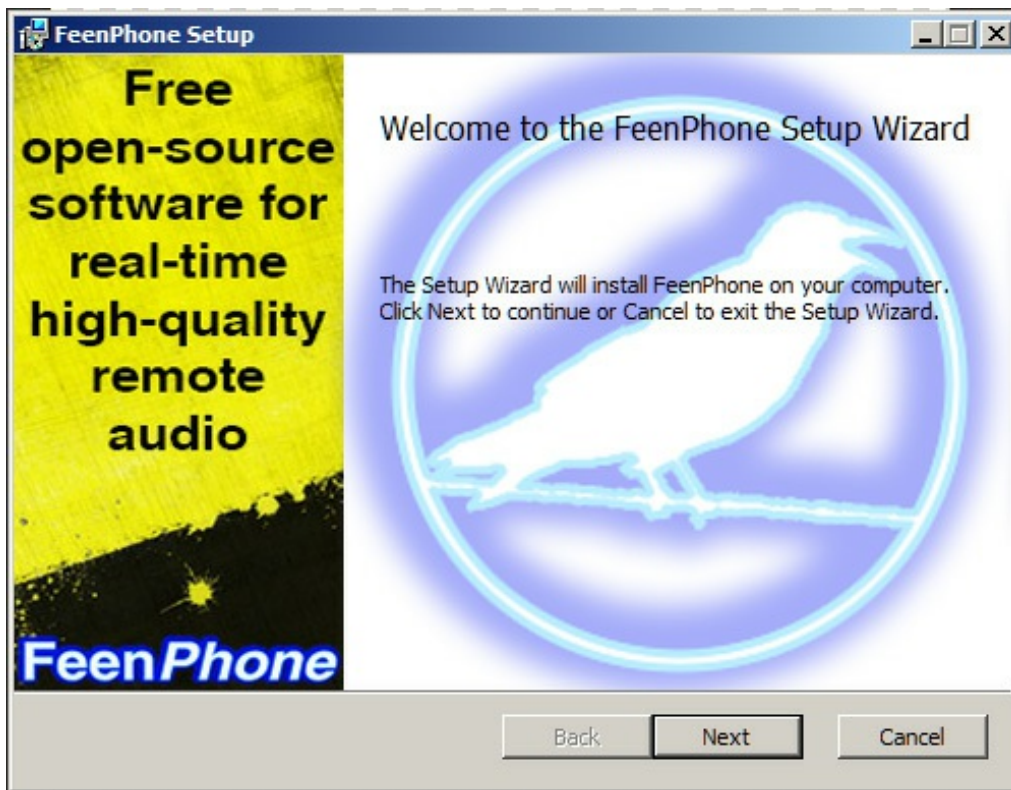 FeenPhone Setup
Free
open-source
software for
real-time
high-quality
remote
audio
FeenPhone
Welcome to the FeenPhone Setup Wizard
The Setup Wizard will install FeenPhone on your computer.
Click Next to continue or Cancel to exit the Setup Wizard.
Back
Next
Cancel